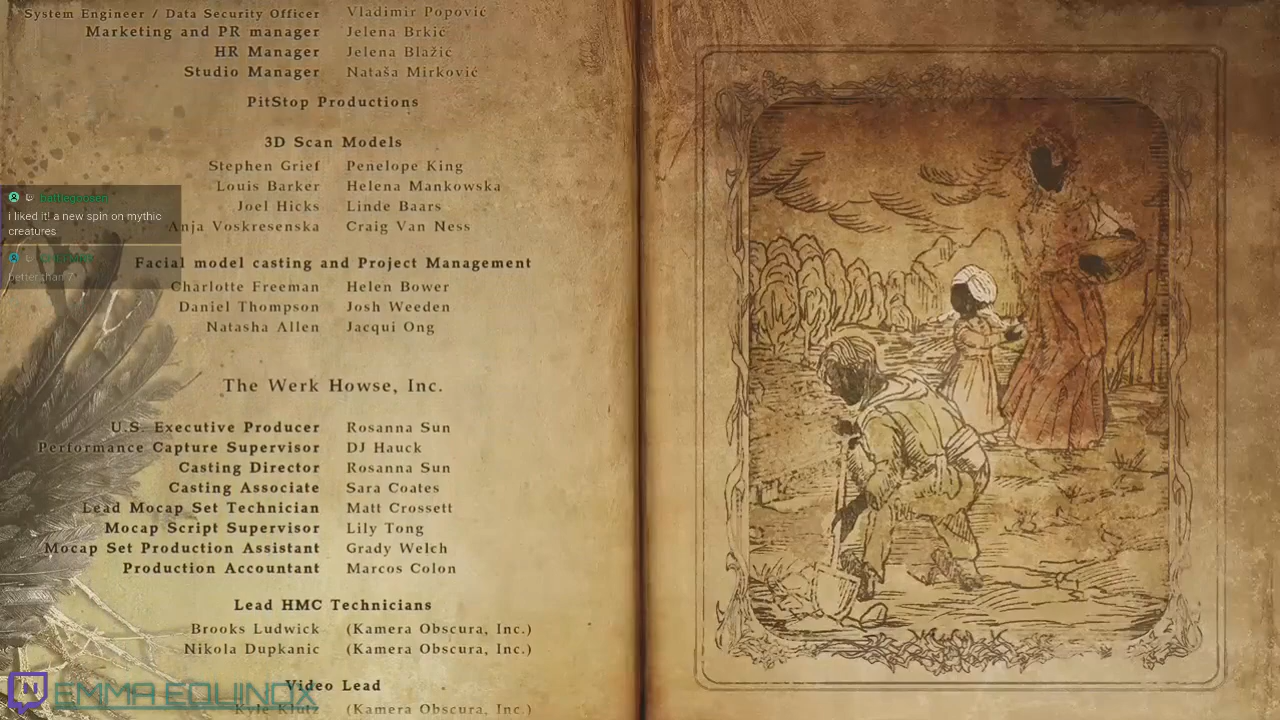 System Engineer / Data Security Officer Vladimir Popović
Marketing and PR manager Jelena Brkić
HR Manager Jelena Blažić
Studio Manager Nataša Mirković
PitStop Productions
3D Scan Models
Stephen Grief Penelope King
Louis Barker Helena Mankowska
Joel Hicks Linde Baars
Anja Voskresenska Craig Van Ness
Facial model casting and Project Management
Charlotte Freeman Helen Bower
Daniel Thompson Josh Weeden
Natasha Allen Jacqui Ong
The Werk Howse, Inc.
U.S. Executive Producer Rosanna Sun
Performance Capture Supervisor DJ Hauck
Casting Director Rosanna Sun
Casting Associate Sara Coates
Lead Mocap Set Technician Matt Crossett
Mocap Script Supervisor Lily Tong
Mocap Set Production Assistant Grady Welch
Production Accountant Marcos Colon
Lead HMC Technicians
Brooks Ludwick (Kamera Obscura, Inc.)
Nikola Dupkanic (Kamera Obscura, Inc.)
Video Lead
Kyle Klutz (Kamera Obscura, Inc.)
i liked it! a new spin on mythic
creatures
better than 7
EMMA EQUINOX